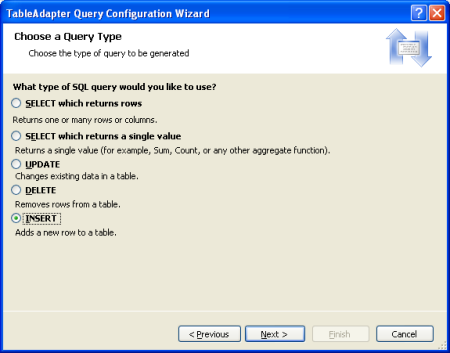 TableAdapter Query Configuration Wizard
Choose a Query Type
Choose the type of query to be generated
What type of SQL query would you like to use?
SELECT which returns rows
Returns one or many rows or columns.
SELECT which returns a single value
Returns a single value (for example, Sum, Count, or any other aggregate function).
UPDATE
Changes existing data in a table.
DELETE
Removes rows from a table.
INSERT
Adds a new row to a table.
< Previous
Next >
Finish
Cancel